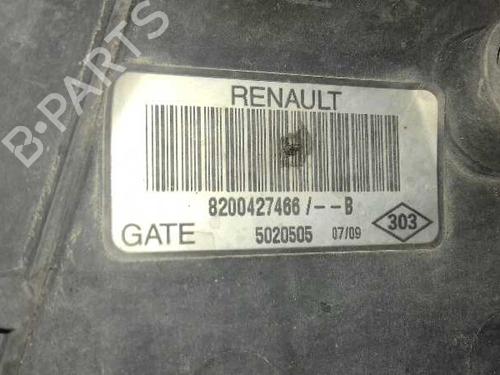 B-PARTS
RENAULT
8200427466 / - - B
GATE 5020505 07/09 303